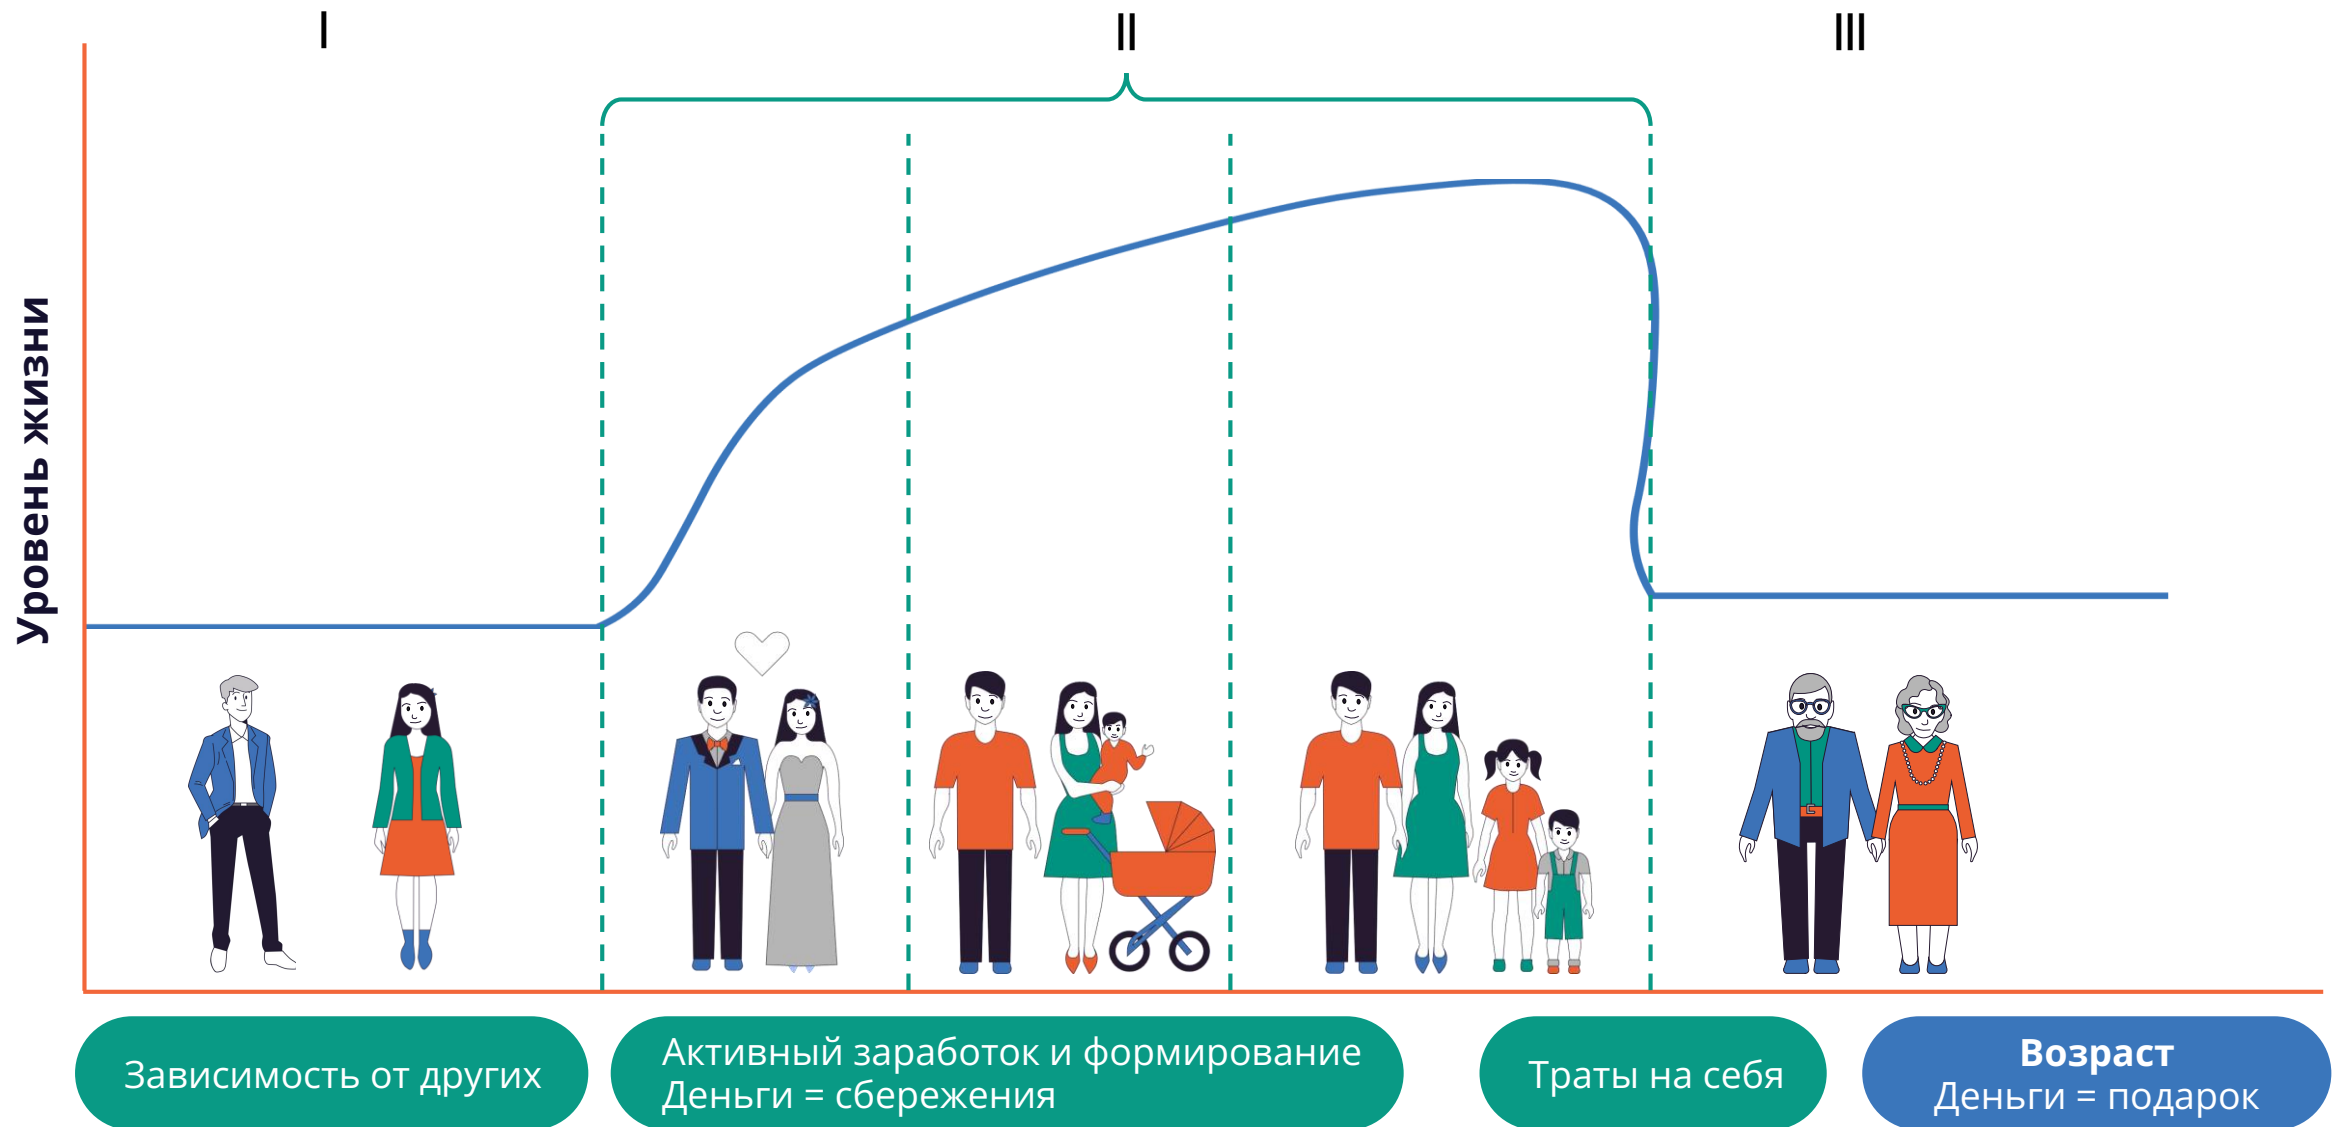 I
II
III
Уровень жизни
Зависимость от других
Активный заработок и формирование
Деньги = сбережения
Траты на себя
Возраст
Деньги = подарок